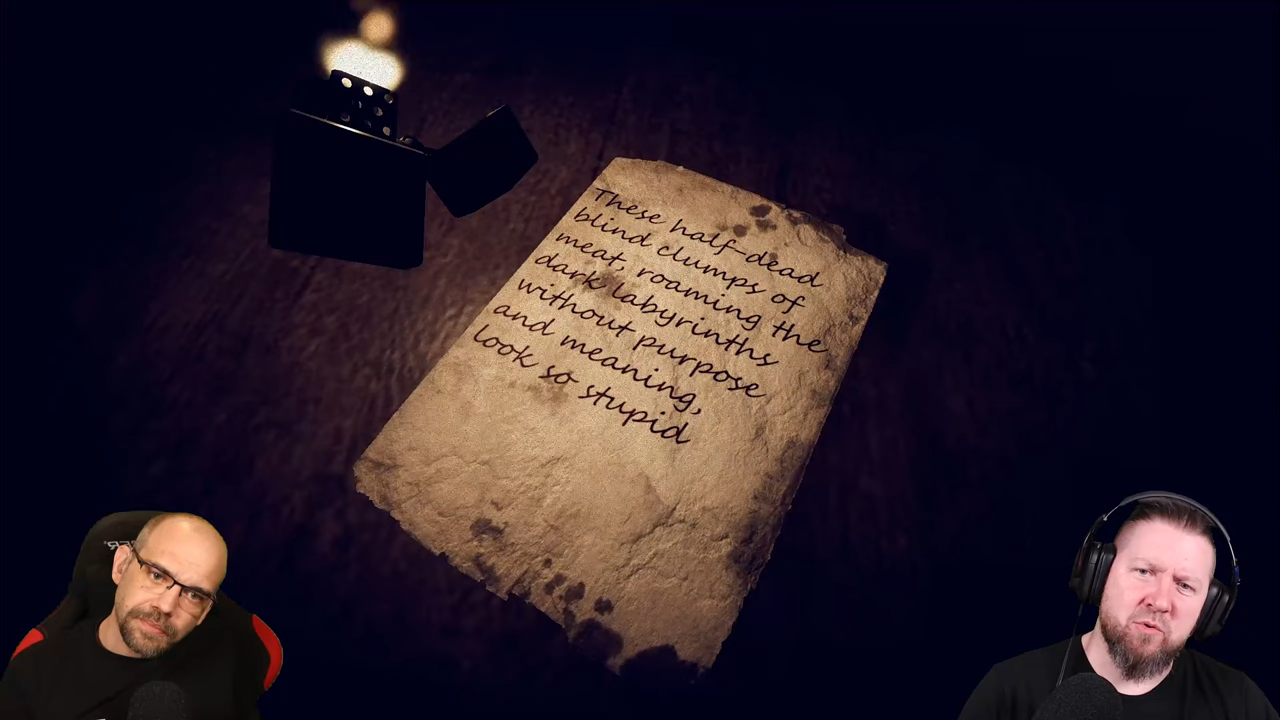 These half-dead
blind clumps of
meat, roaming the
dark labyrinths
without purpose
and meaning,
look so stupid